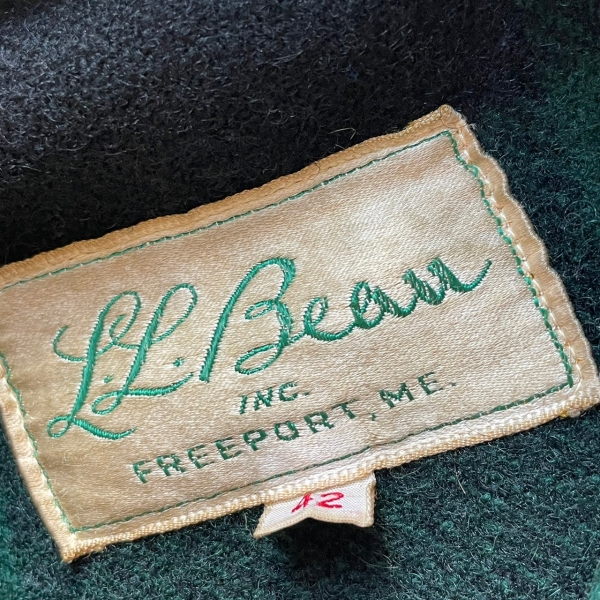 L.L. Bean
INC.
FREEPORT, ME.
42